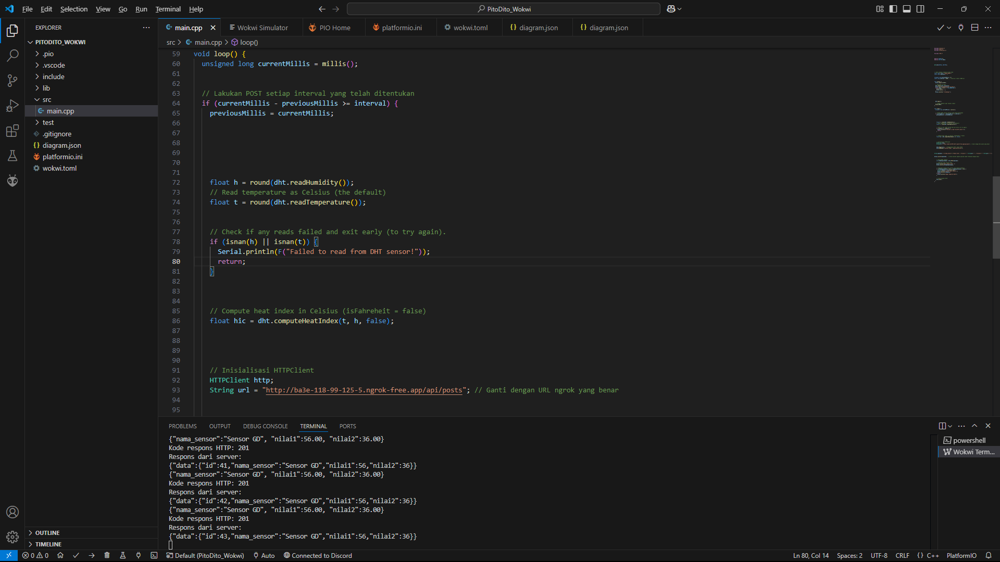 File Edit Selection View Go Run Terminal Help
PitoDito_Wokwi
EXPLORER
PITODITO_WOKWI
.pio
.vscode
include
lib
src
main.cpp
test
.gitignore
diagram.json
platformio.ini
wokwi.toml
OUTLINE
TIMELINE
main.cpp Wokwi Simulator PIO Home platformio.ini wokwi.toml diagram.json diagram.json
src > main.cpp > loop()
59 void loop() {
60 unsigned long currentMillis = millis();
61
62
63 // Lakukan POST setiap interval yang telah ditentukan
64 if (currentMillis - previousMillis >= interval) {
65 previousMillis = currentMillis;
66
67
68
69
70
71
72 float h = round(dht.readHumidity());
73 // Read temperature as Celsius (the default)
74 float t = round(dht.readTemperature());
75
76
77 // Check if any reads failed and exit early (to try again).
78 if (isnan(h) || isnan(t)) {
79 Serial.println(F("Failed to read from DHT sensor!"));
80 return;
81 }
82
83
84
85 // Compute heat index in Celsius (isFahreheit = false)
86 float hic = dht.computeHeatIndex(t, h, false);
87
88
89
90
91 // Inisialisasi HTTPClient
92 HTTPClient http;
93 String url = "http://ba3e-118-99-125-5.ngrok-free.app/api/posts"; // Ganti dengan URL ngrok yang benar
94
95
PROBLEMS OUTPUT DEBUG CONSOLE TERMINAL PORTS
{"nama_sensor":"Sensor GD", "nilai1":56.00, "nilai2":36.00}
Kode respons HTTP: 201
Respons dari server:
{"data":{"id":41,"nama_sensor":"Sensor GD","nilai1":56,"nilai2":36}}
{"nama_sensor":"Sensor GD", "nilai1":56.00, "nilai2":36.00}
Kode respons HTTP: 201
Respons dari server:
{"data":{"id":42,"nama_sensor":"Sensor GD","nilai1":56,"nilai2":36}}
{"nama_sensor":"Sensor GD", "nilai1":56.00, "nilai2":36.00}
Kode respons HTTP: 201
Respons dari server:
{"data":{"id":43,"nama_sensor":"Sensor GD","nilai1":56,"nilai2":36}}
powershell
Wokwi Term...
0 0 Default (PitoDito_Wokwi) Auto Connected to Discord Ln 80, Col 14 Spaces: 2 UTF-8 CRLF {} C++ PlatformIO